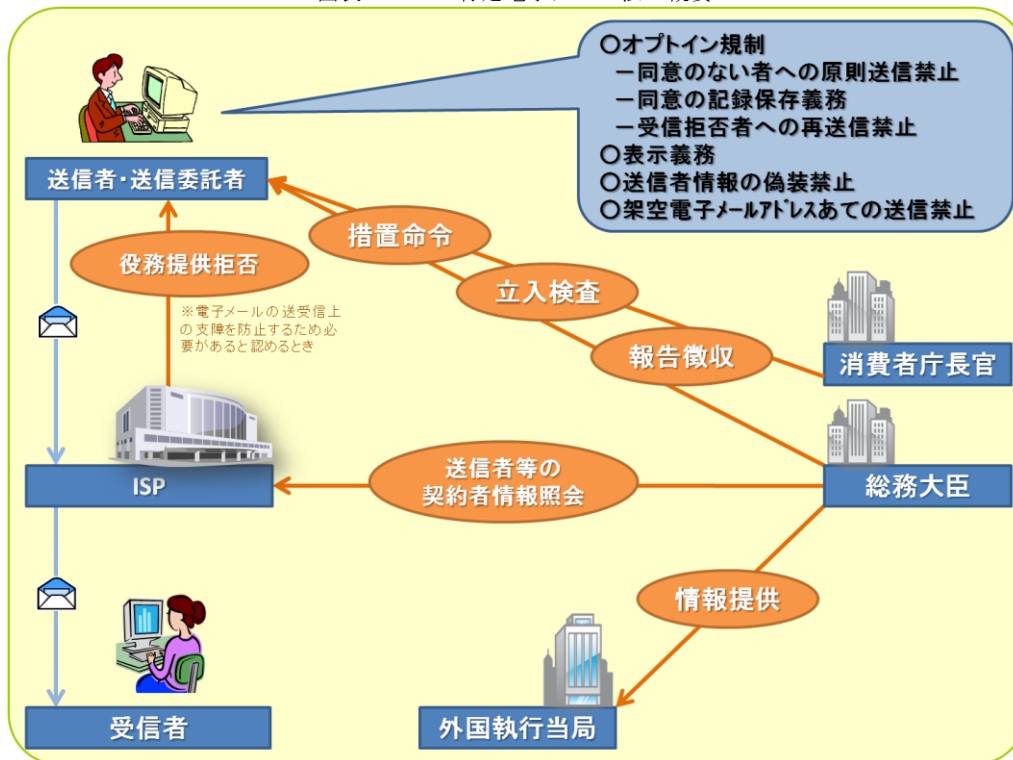 ○オプトイン規制
－同意のない者への原則送信禁止
－同意の記録保存義務
－受信拒否者への再送信禁止
○表示義務
○送信者情報の偽装禁止
○架空電子メールアドレスあての送信禁止
送信者・送信委託者
措置命令
役務提供拒否
立入検査
※電子メールの送受信上
の支障を防止するため必
要があると認めるとき
報告徴収
消費者庁長官
送信者等の
契約者情報照会
ISP
総務大臣
情報提供
受信者
外国執行当局